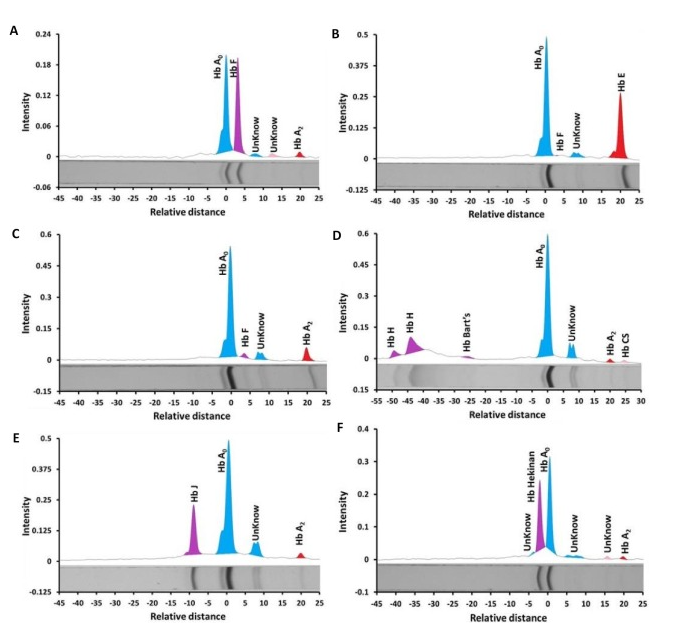 A
0.24
0.18
0.12
0.06
0
-0.06
Intensity
Hb A0
Hb F
UnKnow
UnKnow
Hb A2
-45 -40 -35 -30 -25 -20 -15 -10 -5 0 5 10 15 20 25
Relative distance
B
0.5
0.375
0.25
0.125
0
-0.125
Intensity
Hb A0
Hb F
UnKnow
Hb E
-45 -40 -35 -30 -25 -20 -15 -10 -5 0 5 10 15 20 25
Relative distance
C
0.6
0.45
0.3
0.15
0
-0.15
Intensity
Hb A0
Hb F
UnKnow
Hb A2
-45 -40 -35 -30 -25 -20 -15 -10 -5 0 5 10 15 20 25
Relative distance
D
0.6
0.45
0.3
0.15
0
0.15
Intensity
Hb H
Hb H
Hb Bart's
Hb A0
UnKnow
Hb A2
Hb CS
-55 -50 -45 -40 -35 -30 -25 -20 -15 -10 -5 0 5 10 15 20 25 30
Relative distance
E
0.5
0.375
0.25
0.125
0
-0.125
Intensity
Hb J
Hb A0
UnKnow
Hb A2
-45 -40 -35 -30 -25 -20 -15 -10 -5 0 5 10 15 20 25
Relative distance
F
0.4
0.3
0.2
0.1
0
-0.1
Intensity
UnKnow
Hb Hekinan
Hb A0
UnKnow
UnKnow
Hb A2
-45 -40 -35 -30 -25 -20 -15 -10 -5 0 5 10 15 20 25
Relative distance